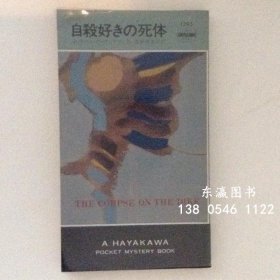 自殺好きの死体
THE CORPSE ON THE DIKE
东瀛图书
138 0546 1122
A HAYAKAWA
POCKET MYSTERY BOOK